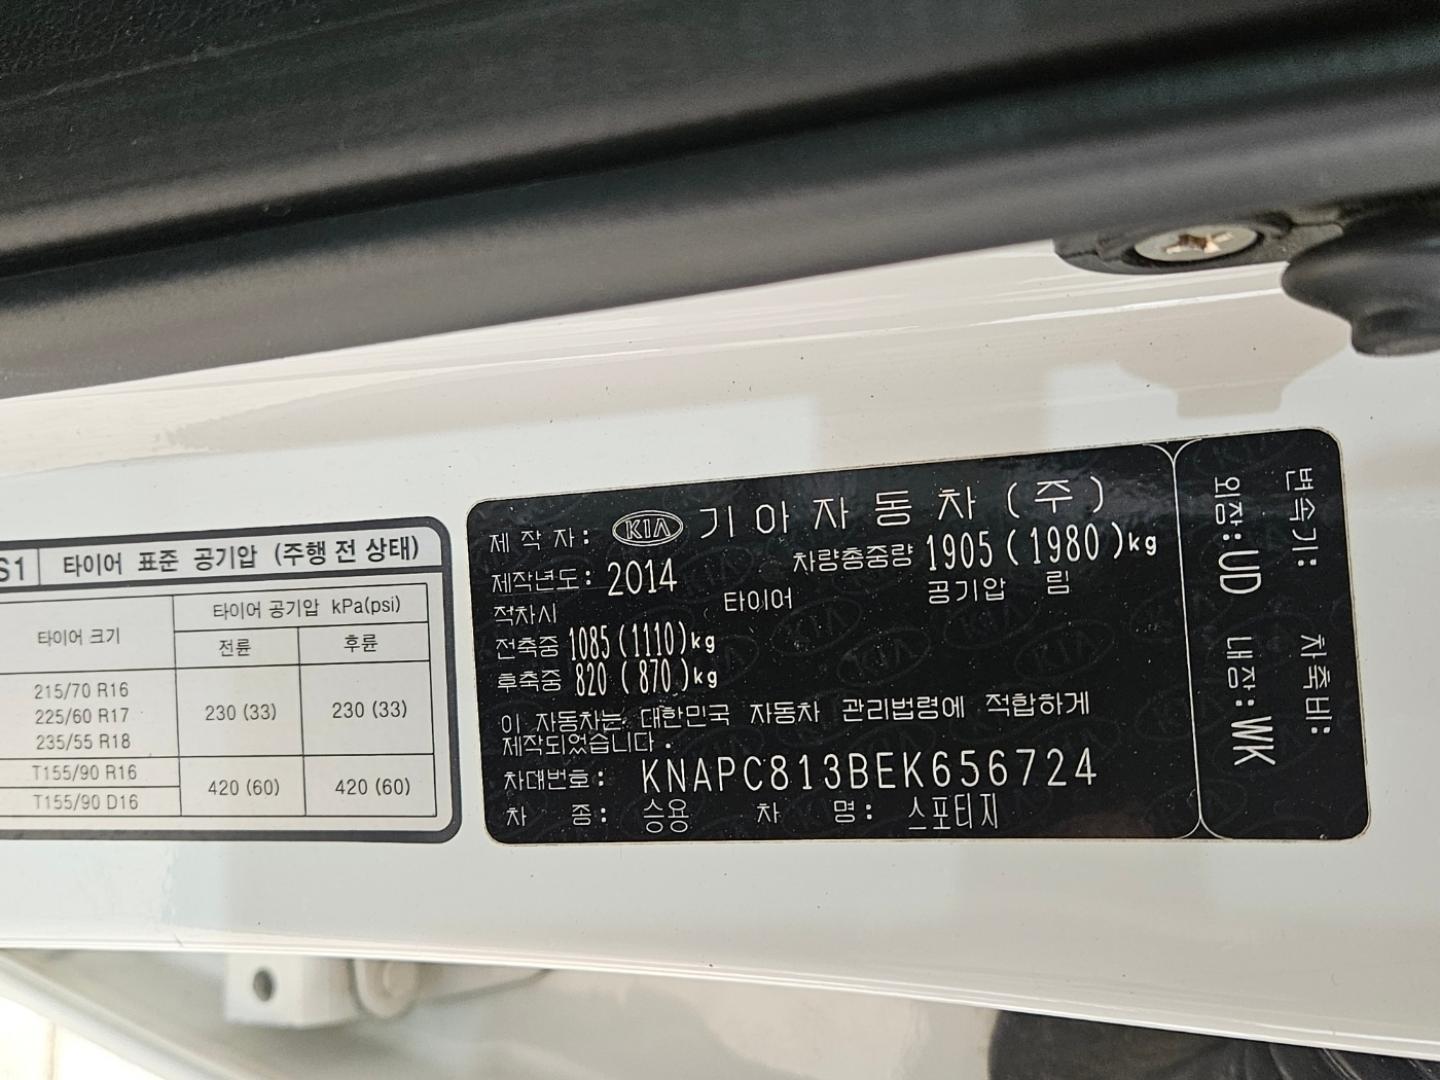 S1 타이어 표준 공기압 (주행 전 상태)
타이어 크기 타이어 공기압 kPa(psi)
전륜 후륜
215/70 R16
225/60 R17 230 (33) 230 (33)
235/55 R18
T155/90 R16 420 (60) 420 (60)
T155/90 D16
제 작 자: KIA 기아자동차(주)
제작년도: 2014 차량총중량 1905(1980)kg
적차시 타이어 공기압 림
전축중 1085(1110)kg
후축중 820 (870)kg
이 자동차는 대한민국 자동차 관리법령에 적합하게
제작되었습니다.
차대번호: KNAPC813BEK656724
차 종: 승용 차 명: 스포티지
변속기: 차축비:
외장:UD 내장:WK